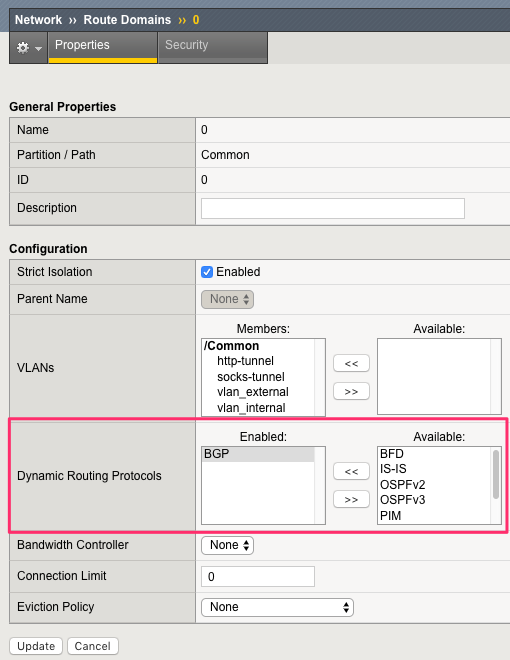 Network ›› Route Domains ›› 0
Properties Security
General Properties
Name 0
Partition / Path Common
ID 0
Description
Configuration
Strict Isolation Enabled
Parent Name None
Members: Available:
VLANs
/Common
http-tunnel
socks-tunnel
vlan_external
vlan_internal
<<
>>
Enabled: Available:
Dynamic Routing Protocols
BGP
<<
>>
BFD
IS-IS
OSPFv2
OSPFv3
PIM
Bandwidth Controller None
Connection Limit 0
Eviction Policy None
Update Cancel